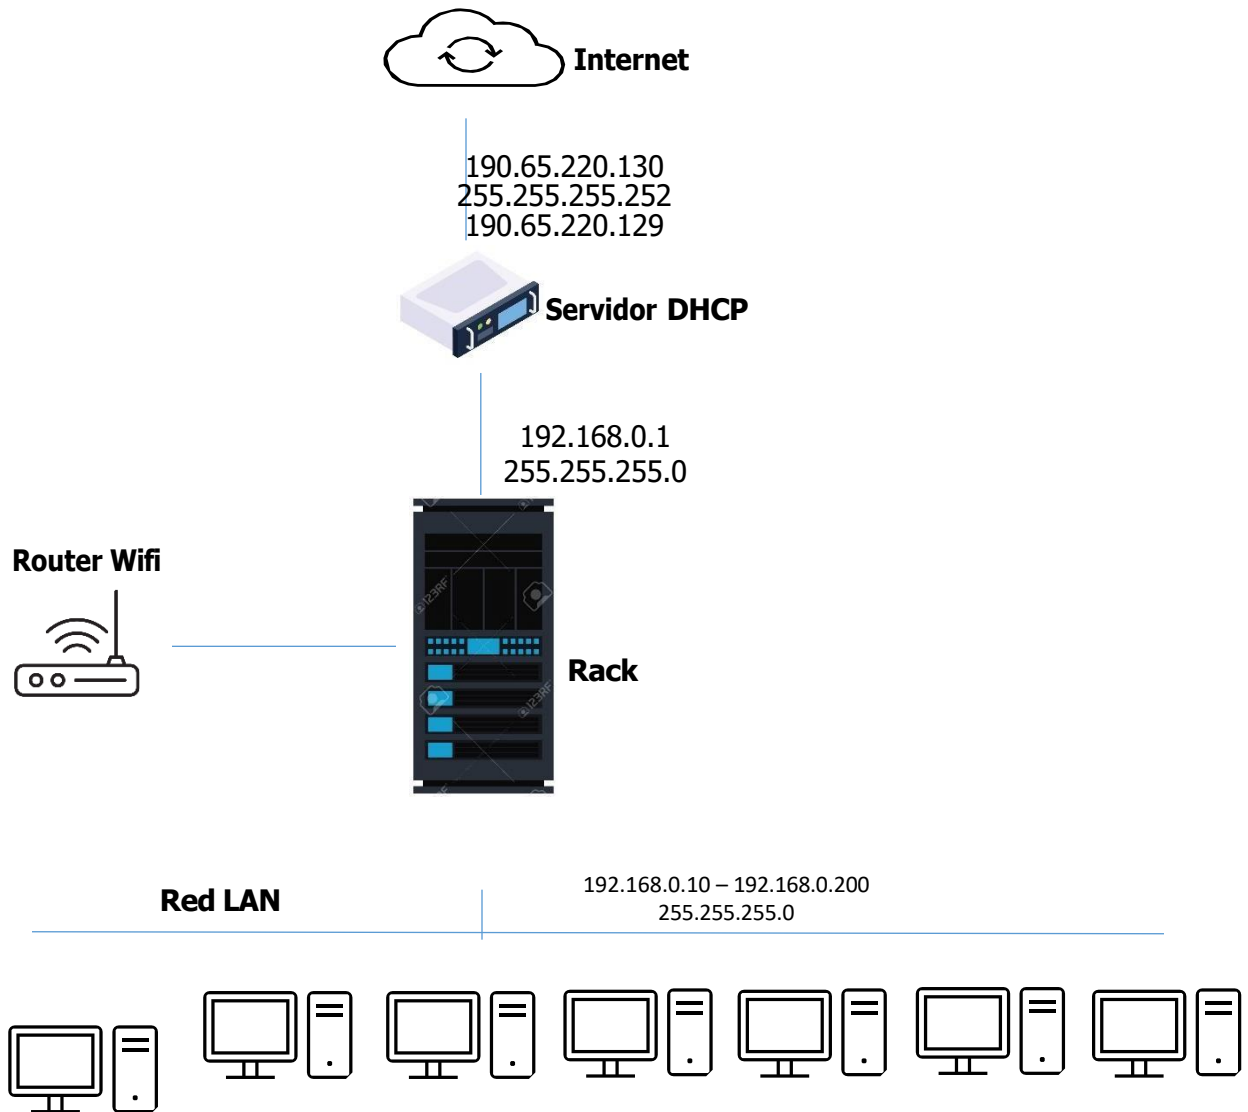 Internet
190.65.220.130
255.255.255.252
190.65.220.129
Servidor DHCP
192.168.0.1
255.255.255.0
Router Wifi
123RF
123RF
Rack
Red LAN
192.168.0.10 – 192.168.0.200
255.255.255.0